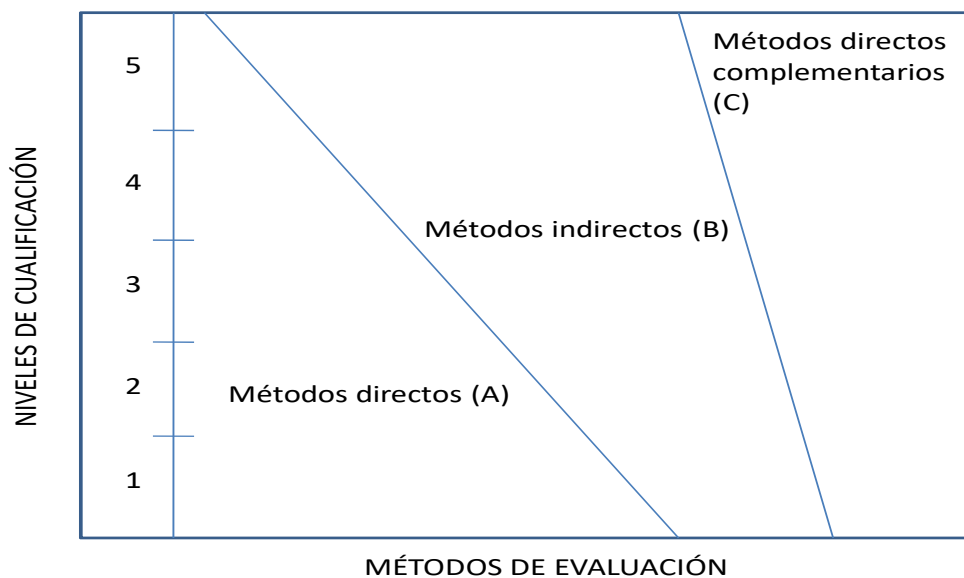 NIVELES DE CUALIFICACIÓN
5
4
3
2
1
Métodos directos
complementarios
(C)
Métodos indirectos (B)
Métodos directos (A)
MÉTODOS DE EVALUACIÓN